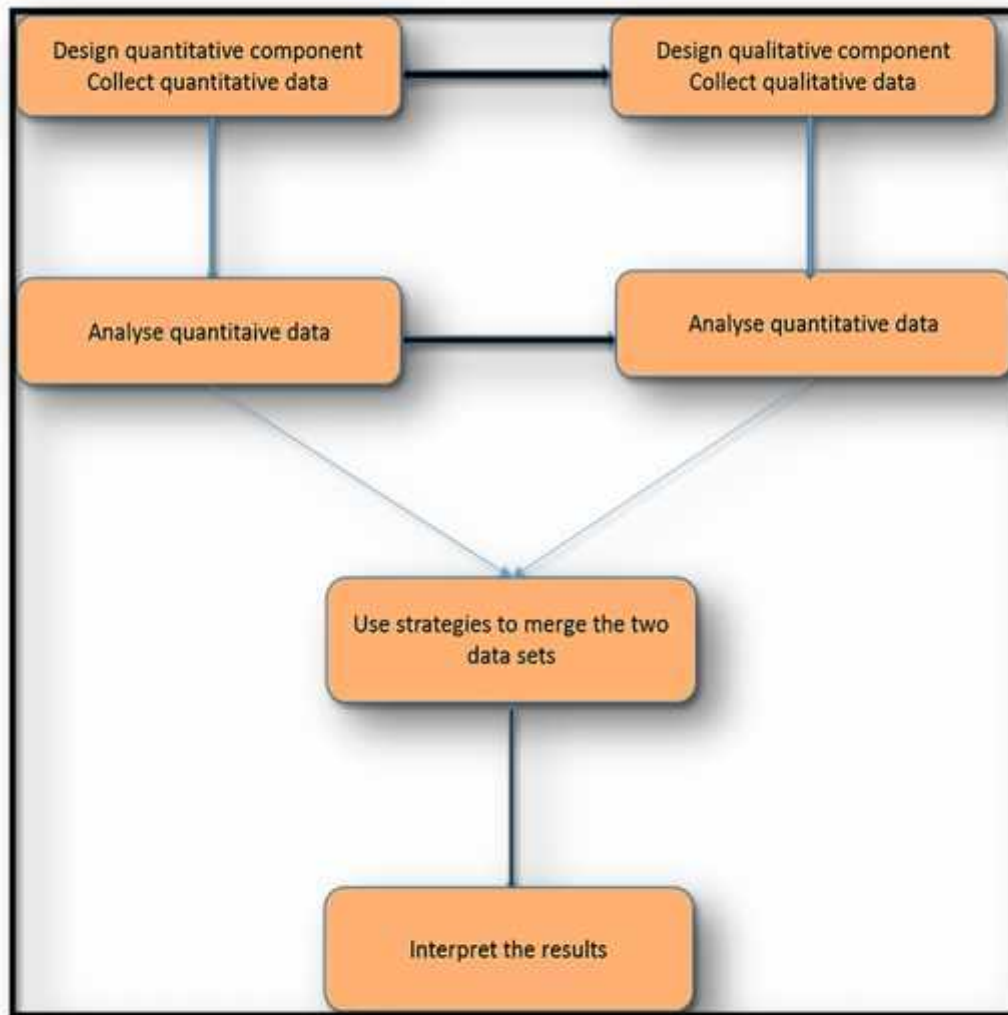 Design quantitative component
Collect quantitative data
Design qualitative component
Collect qualitative data
Analyse quantitaive data
Analyse quantitative data
Use strategies to merge the two
data sets
Interpret the results